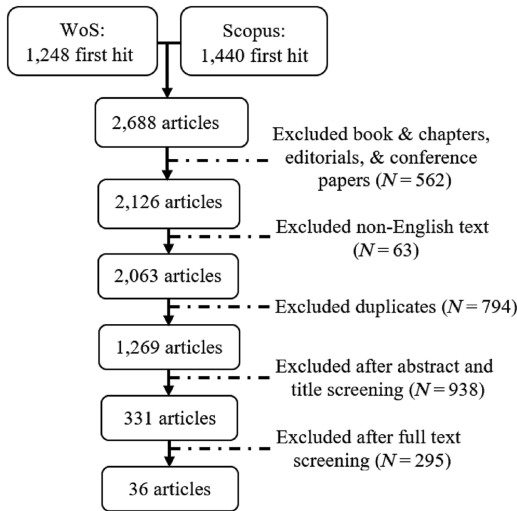 WoS:
1,248 first hit
Scopus:
1,440 first hit
2,688 articles
Excluded book & chapters,
editorials, & conference
papers (N = 562)
2,126 articles
Excluded non-English text
(N = 63)
2,063 articles
Excluded duplicates (N = 794)
1,269 articles
Excluded after abstract and
title screening (N = 938)
331 articles
Excluded after full text
screening (N = 295)
36 articles